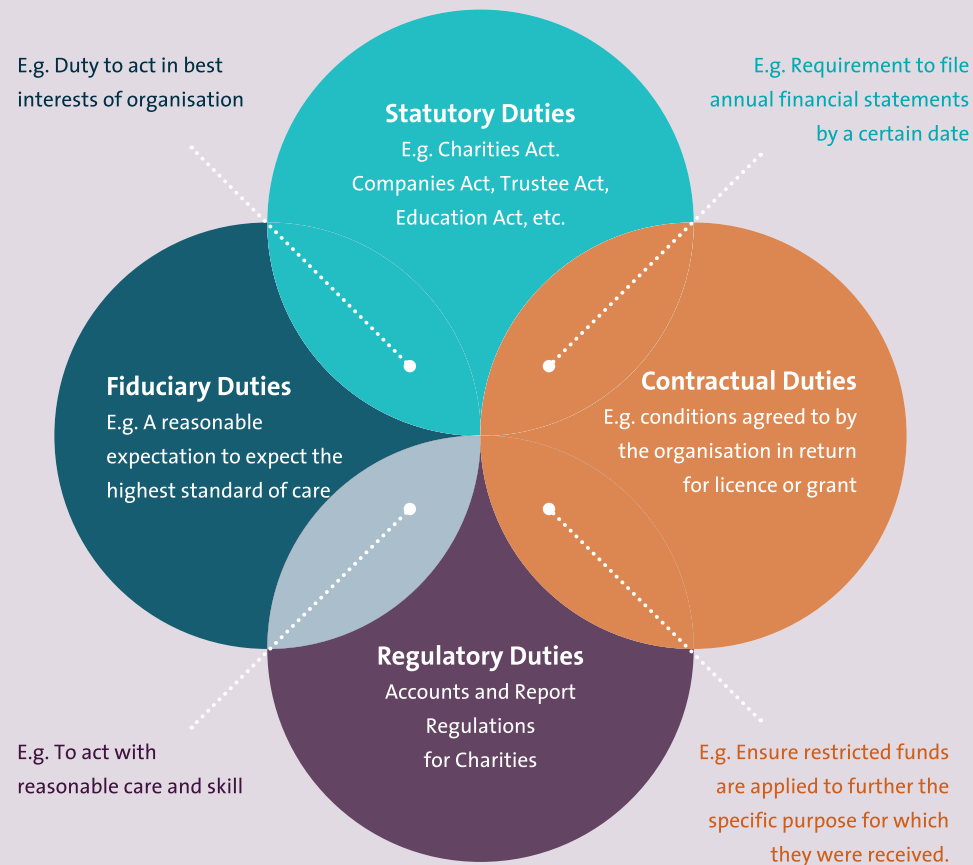 E.g. Duty to act in best
interests of organisation
E.g. Requirement to file
annual financial statements
by a certain date
Statutory Duties
E.g. Charities Act.
Companies Act, Trustee Act,
Education Act, etc.
Fiduciary Duties
E.g. A reasonable
expectation to expect the
highest standard of care
Contractual Duties
E.g. conditions agreed to by
the organisation in return
for licence or grant
Regulatory Duties
Accounts and Report
Regulations
for Charities
E.g. To act with
reasonable care and skill
E.g. Ensure restricted funds
are applied to further the
specific purpose for which
they were received.